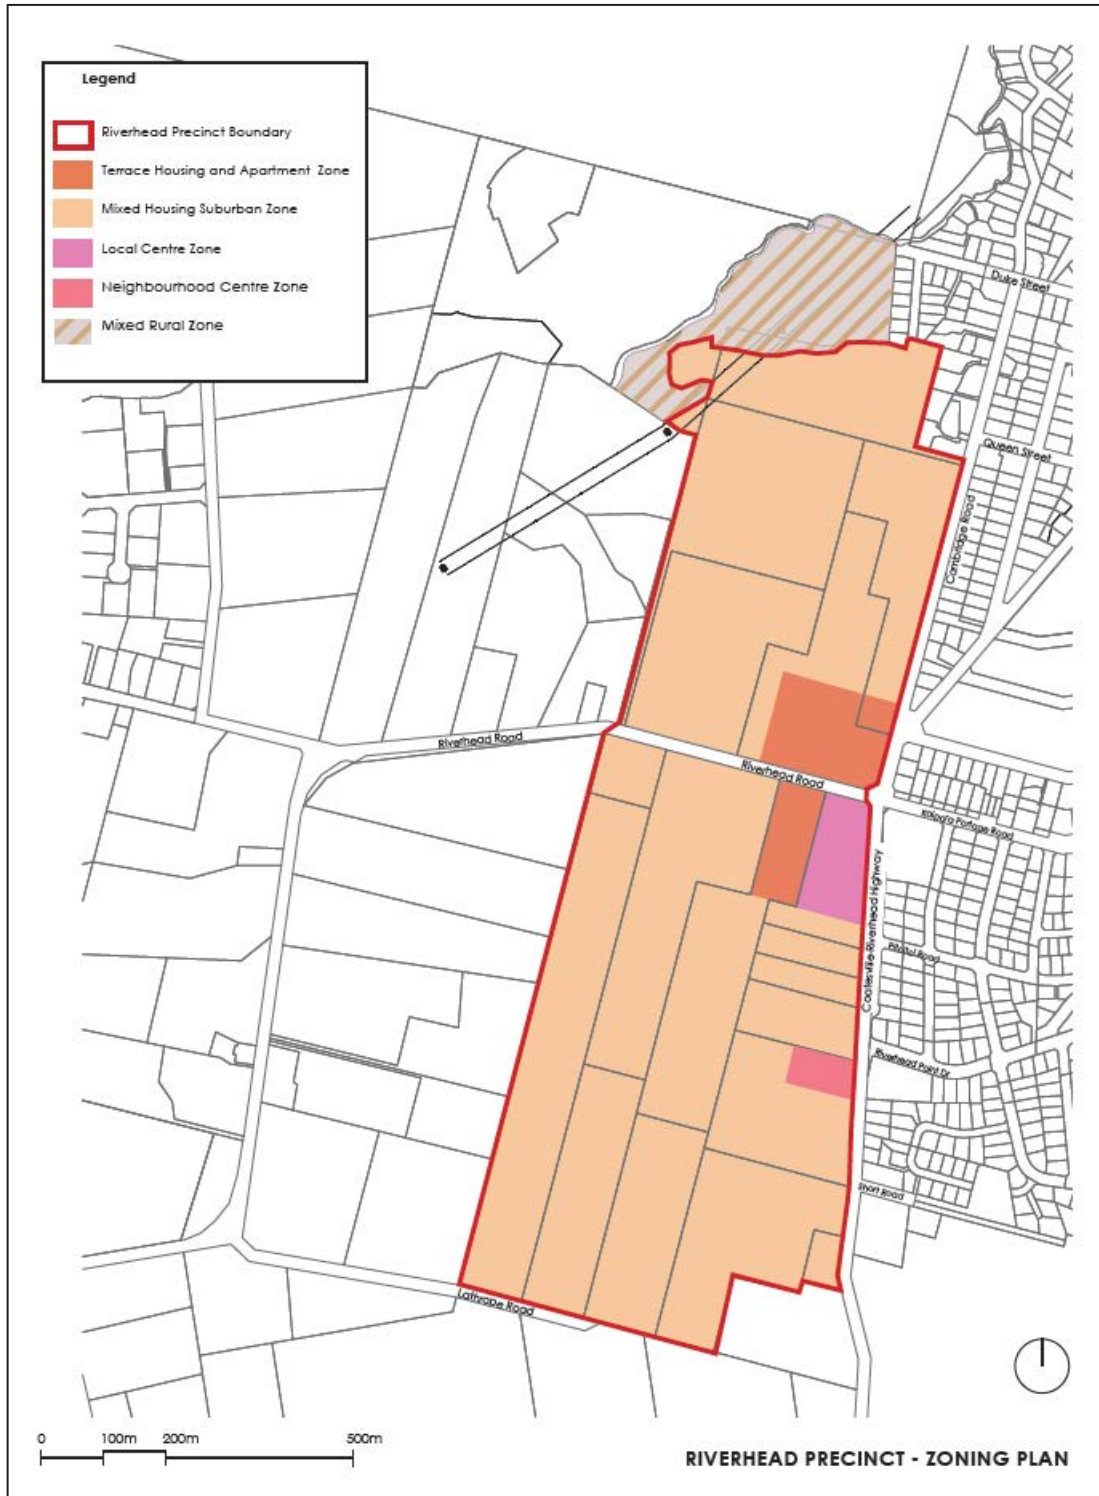 Legend
Riverhead Precinct Boundary
Terrace Housing and Apartment Zone
Mixed Housing Suburban Zone
Local Centre Zone
Neighbourhood Centre Zone
Mixed Rural Zone
Duke Street
Queen Street
Cambridge Road
Riverhead Road
Riverhead Road
Kaipara Portage Road
Coatesville-Riverhead Highway
Pitoitoi Road
Riverhead Point Dr
Short Road
Lathrope Road
0 100m 200m 500m
RIVERHEAD PRECINCT - ZONING PLAN